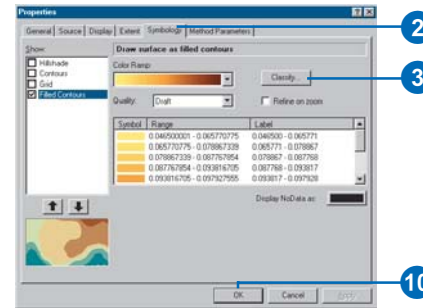 Properties
General Source Display Extent Symbology Method Parameters
2
Show:
Draw surface as filled contours
Hillshade
Contours
Grid
Filled Contours
Color Ramp:
Classify...
3
Quality: Draft Refine on zoom
Symbol Range Label
0.046500001 - 0.065770775 0.046500 - 0.065771
0.065770775 - 0.078867339 0.065771 - 0.078867
0.078867339 - 0.087767854 0.078867 - 0.087768
0.087767854 - 0.093816705 0.087768 - 0.093817
0.093816705 - 0.097927955 0.093817 - 0.097928
Display NoData as:
10
OK Cancel Apply